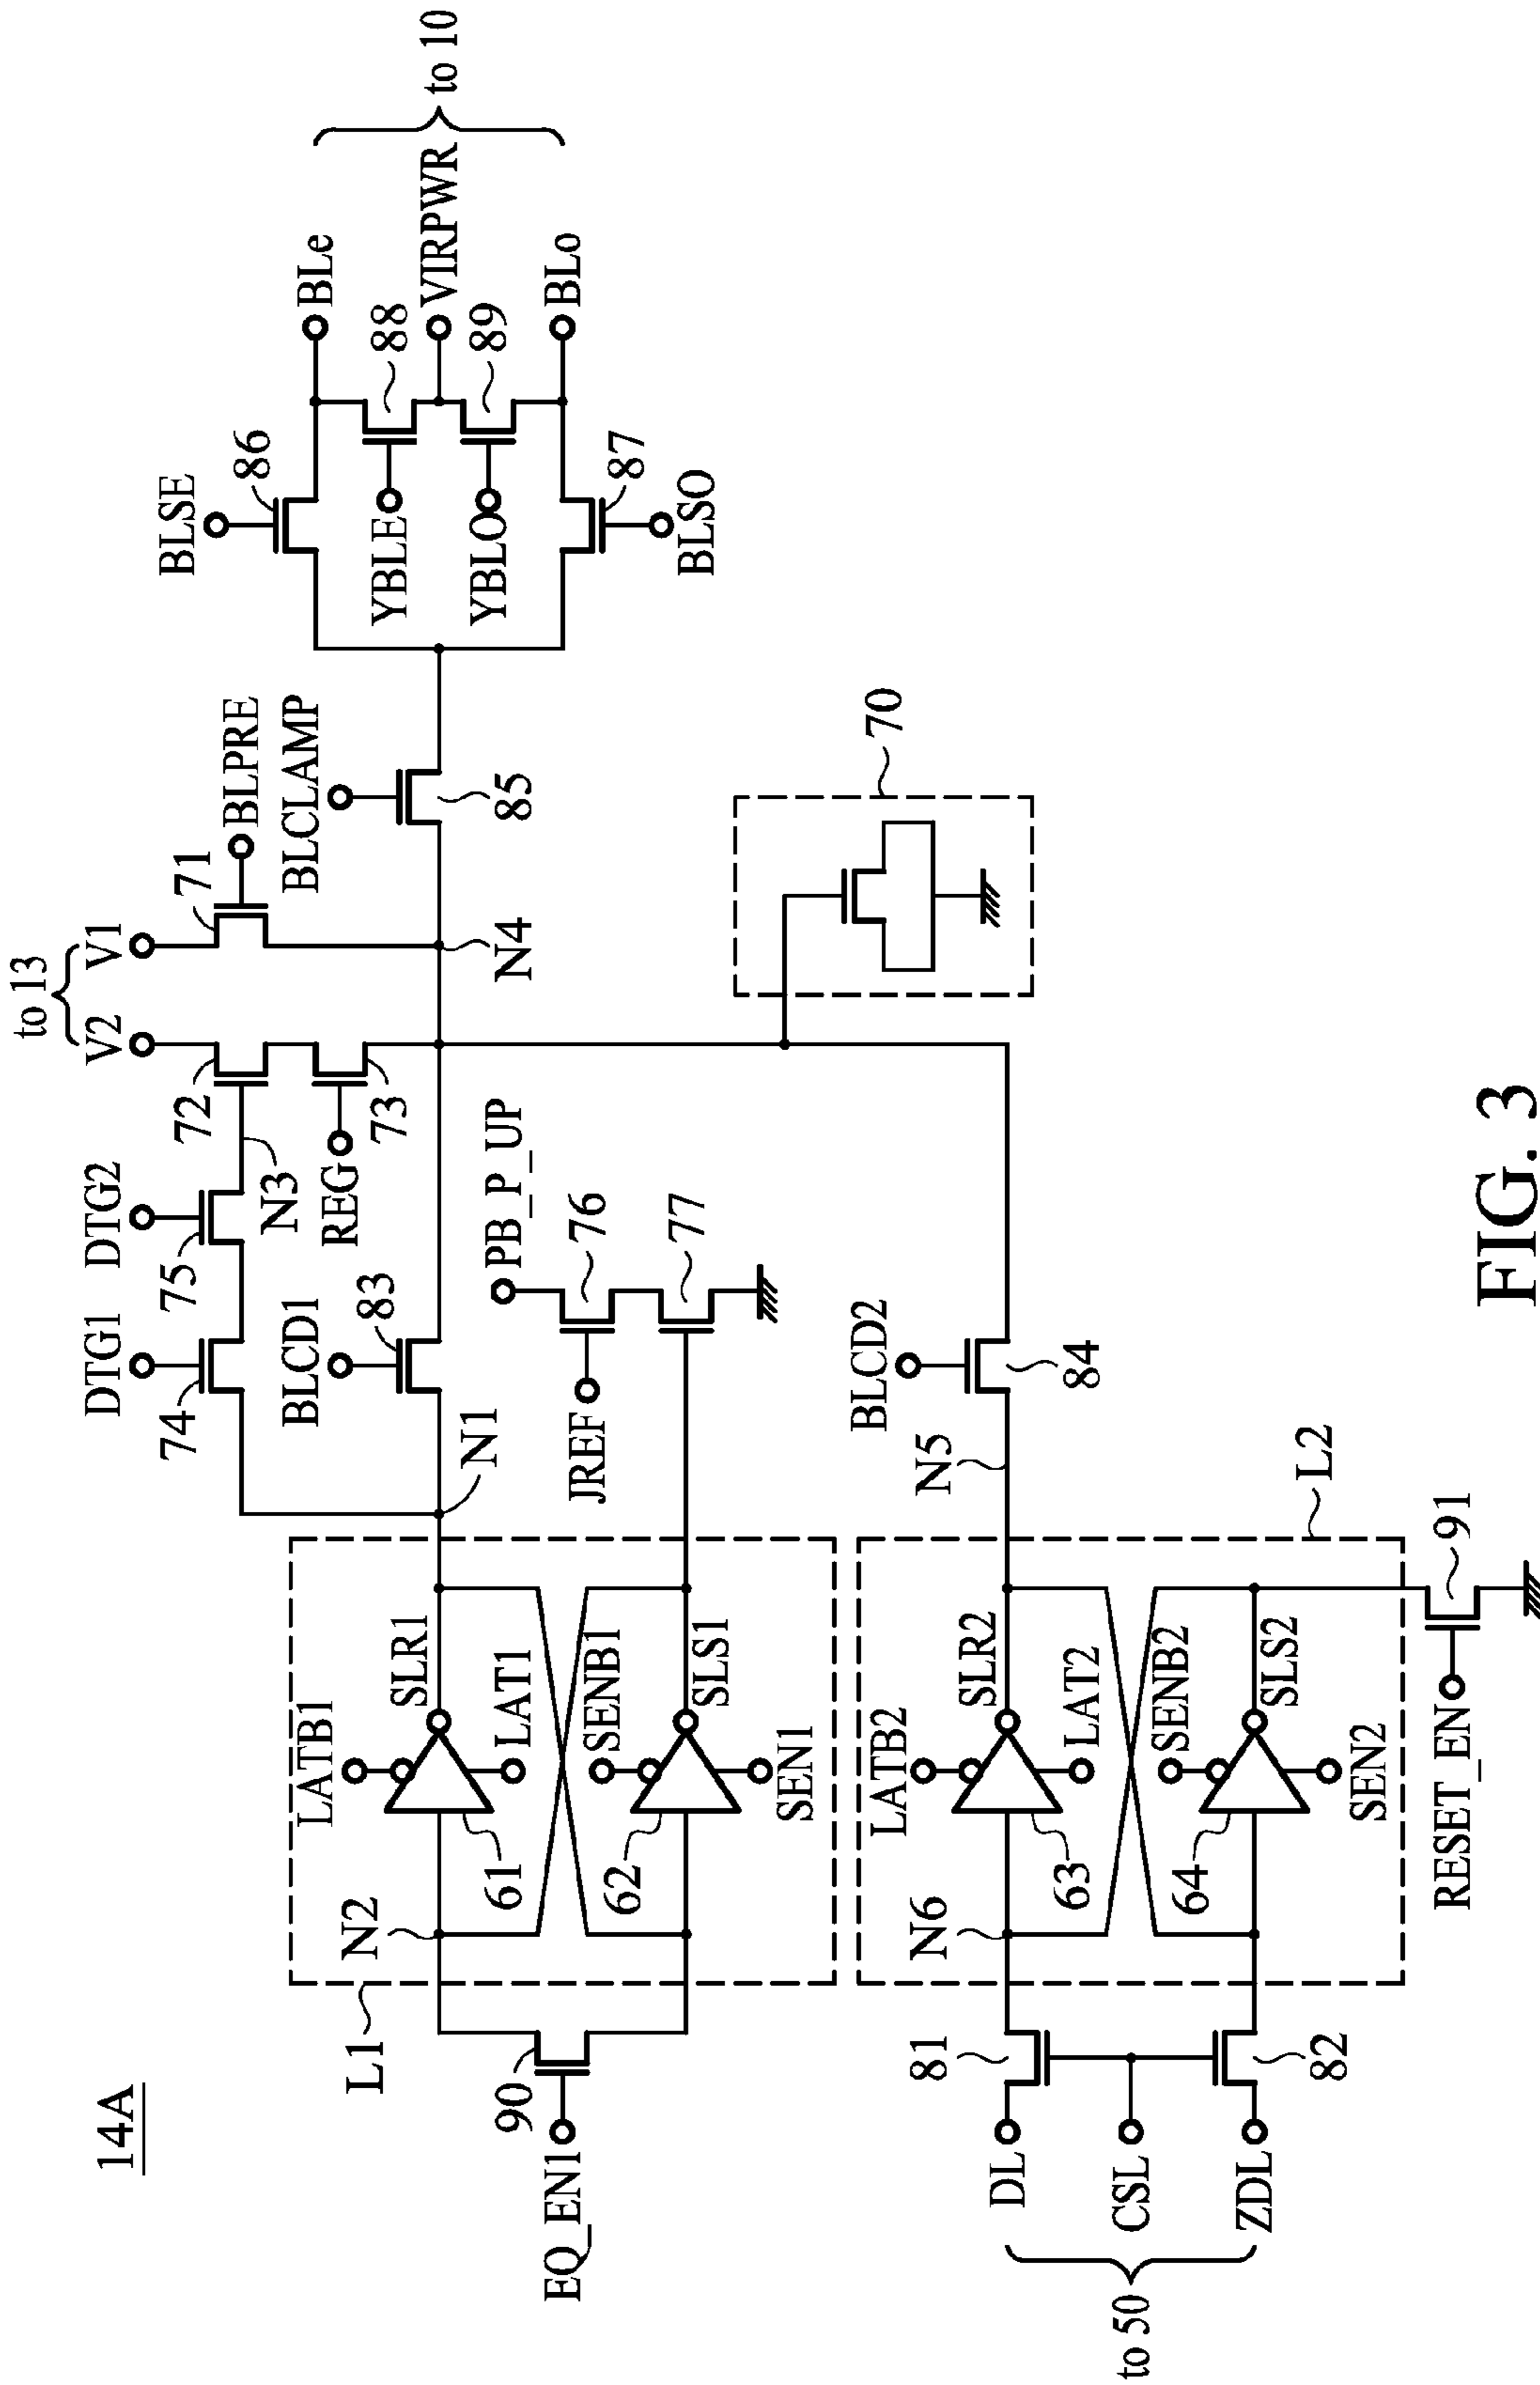 14A
to 13
V2
V1
DTG1
DTG2
74
75
72
71
BLPRE
N3
REG
73
BLCD1
83
N1
BLCLAMP
85
N4
BLSE
86
BLe
YBLE
88
VIRPWR
to 10
YBLO
89
BLo
87
BLSO
L1
N2
LATB1
SLR1
61
LAT1
EQ_EN1
90
62
SENB1
SLS1
SEN1
JREF
PB_P_UP
76
77
70
BLCD2
84
N5
L2
N6
LATB2
SLR2
63
LAT2
81
DL
CSL
to 50
ZDL
82
64
SENB2
SLS2
SEN2
RESET_EN
91
FIG. 3